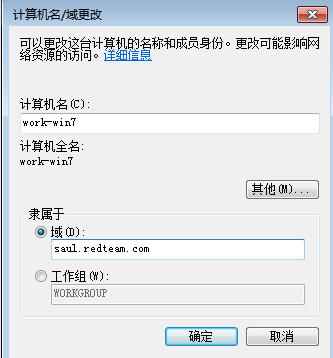 计算机名/域更改
可以更改这台计算机的名称和成员身份。更改可能影响网
络资源的访问。详细信息
计算机名(C):
work-win7
计算机全名:
work-win7
其他(M)...
隶属于
域(D):
saul.redteam.com
工作组(W):
WORKGROUP
确定
取消